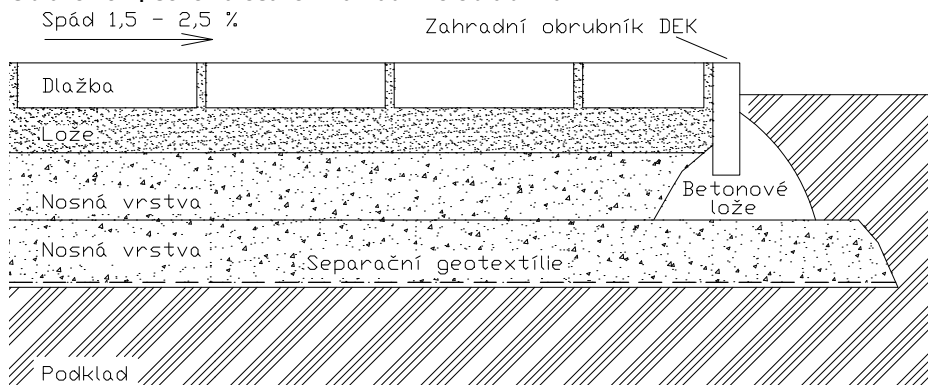 Spád 1,5 - 2,5 %
Zahradní obrubník DEK
Dlažba
Lože
Nosná vrstva
Betonové
lože
Nosná vrstva
Separační geotextílie
Podklad